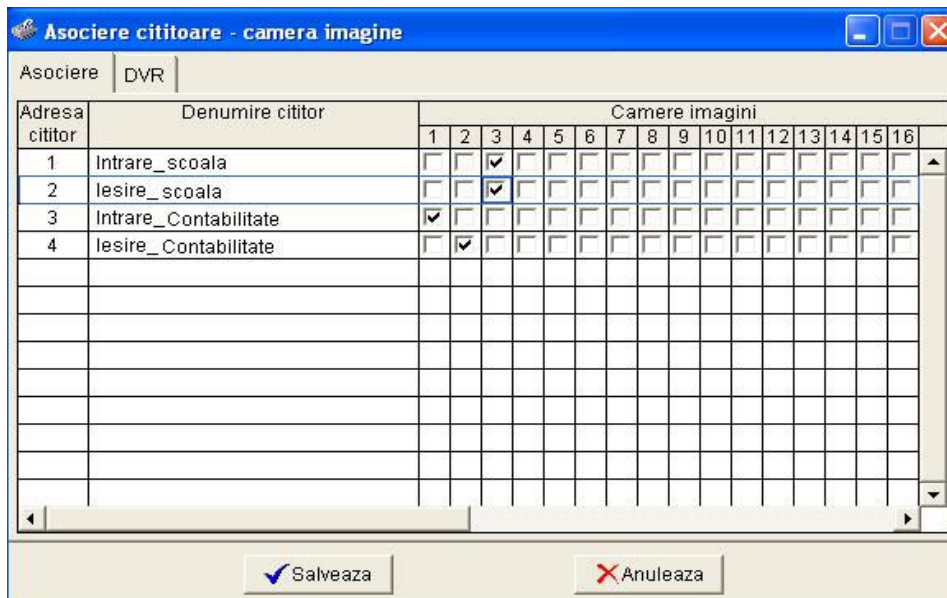 Asociere cititoare - camera imagine
Asociere DVR
Adresa cititor Denumire cititor Camere imagini
1 2 3 4 5 6 7 8 9 10 11 12 13 14 15 16
1 Intrare_scoala
2 Iesire_scoala
3 Intrare_Contabilitate
4 Iesire_Contabilitate
Salveaza Anuleaza